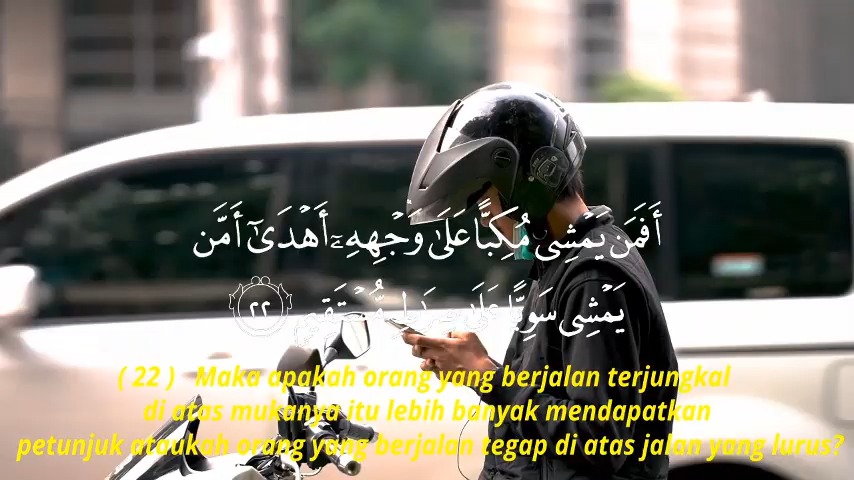 أَفَمَن يَمْشِى مُكِبًّا عَلَىٰ وَجْهِهِۦٓ أَهْدَىٰٓ أَمَّن
يَمْشِى سَوِيًّا عَلَىٰ صِرَٰطٍ مُّسْتَقِيمٍ ٢٢
( 22 ) Maka apakah orang yang berjalan terjungkal
di atas mukanya itu lebih banyak mendapatkan
petunjuk ataukah orang yang berjalan tegap di atas jalan yang lurus?